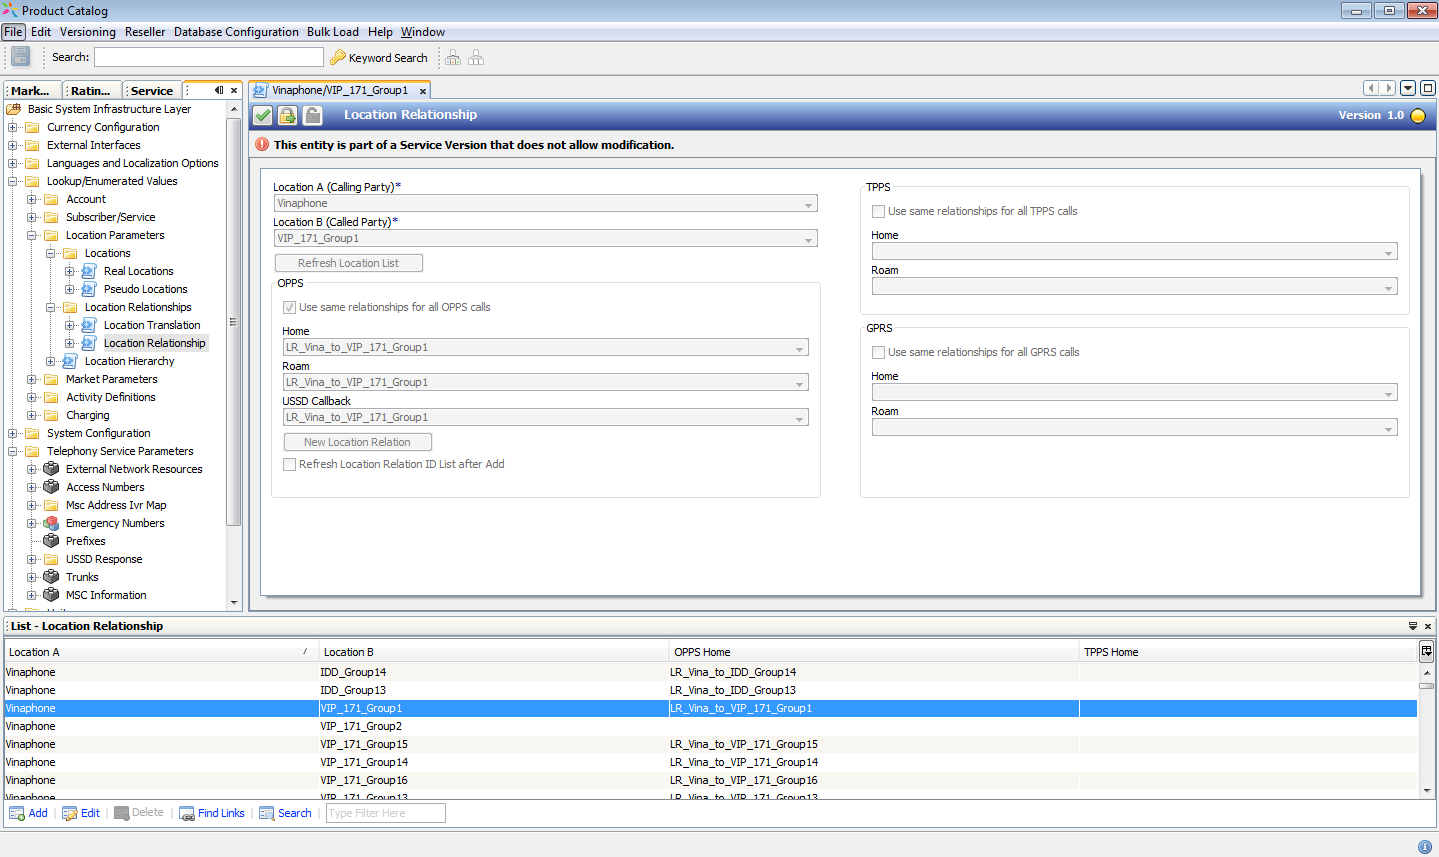 Product Catalog
File Edit Versioning Reseller Database Configuration Bulk Load Help Window
Search: Keyword Search
Mark... Ratin... Service
Basic System Infrastructure Layer
Currency Configuration
External Interfaces
Languages and Localization Options
Lookup/Enumerated Values
Account
Subscriber/Service
Location Parameters
Locations
Real Locations
Pseudo Locations
Location Relationships
Location Translation
Location Relationship
Location Hierarchy
Market Parameters
Activity Definitions
Charging
System Configuration
Telephony Service Parameters
External Network Resources
Access Numbers
Msc Address Ivr Map
Emergency Numbers
Prefixes
USSD Response
Trunks
MSC Information
Vinaphone/VIP_171_Group1
Location Relationship Version 1.0
This entity is part of a Service Version that does not allow modification.
Location A (Calling Party)*
Vinaphone
Location B (Called Party)*
VIP_171_Group1
Refresh Location List
OPPS
Use same relationships for all OPPS calls
Home
LR_Vina_to_VIP_171_Group1
Roam
LR_Vina_to_VIP_171_Group1
USSD Callback
LR_Vina_to_VIP_171_Group1
New Location Relation
Refresh Location Relation ID List after Add
TPPS
Use same relationships for all TPPS calls
Home
Roam
GPRS
Use same relationships for all GPRS calls
Home
Roam
List - Location Relationship
Location A Location B OPPS Home TPPS Home
Vinaphone IDD_Group14 LR_Vina_to_IDD_Group14
Vinaphone IDD_Group13 LR_Vina_to_IDD_Group13
Vinaphone VIP_171_Group1 LR_Vina_to_VIP_171_Group1
Vinaphone VIP_171_Group2
Vinaphone VIP_171_Group15 LR_Vina_to_VIP_171_Group15
Vinaphone VIP_171_Group14 LR_Vina_to_VIP_171_Group14
Vinaphone VIP_171_Group16 LR_Vina_to_VIP_171_Group16
Vinaphone VIP_171_Group13 LR_Vina_to_VIP_171_Group13
Add Edit Delete Find Links Search Type Filter Here